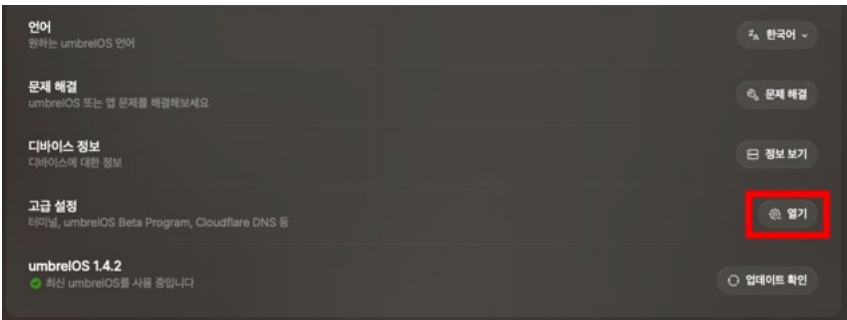 언어
원하는 umbrelOS 언어
한국어
문제 해결
umbrelOS 또는 앱 문제를 해결해보세요
문제 해결
디바이스 정보
디바이스에 대한 정보
정보 보기
고급 설정
터미널, umbrelOS Beta Program, Cloudflare DNS 등
열기
umbrelOS 1.4.2
최신 umbrelOS를 사용 중입니다
업데이트 확인